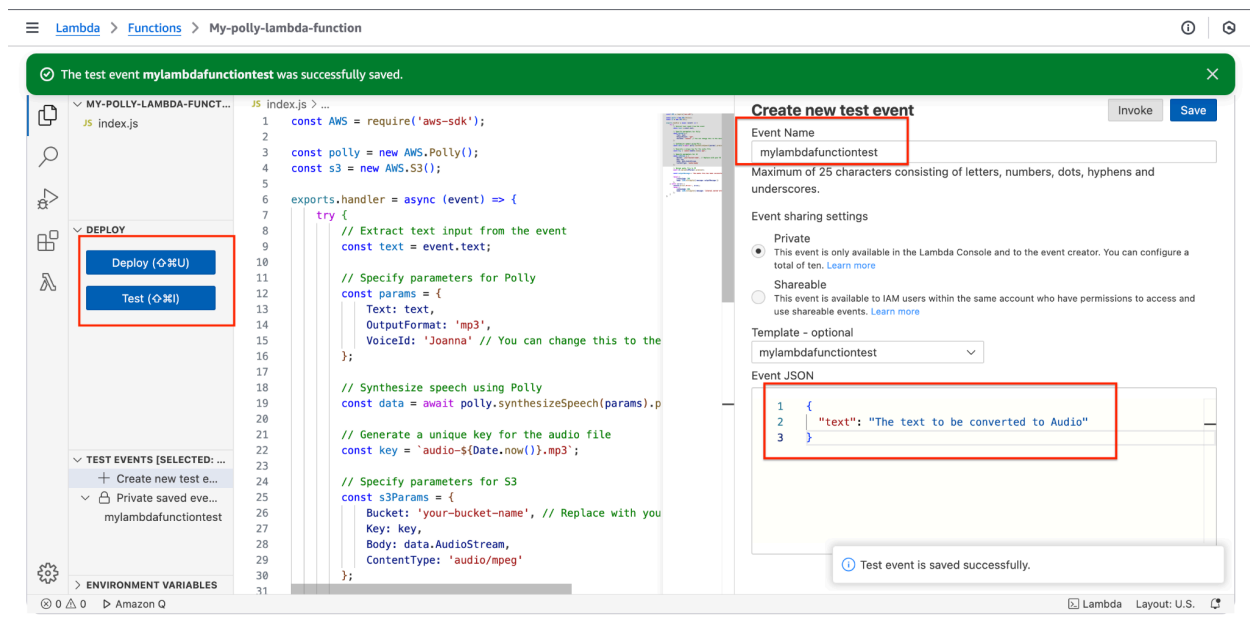 Lambda > Functions > My-polly-lambda-function
The test event mylambdafunctiontest was successfully saved.
MY-POLLY-LAMBDA-FUNCT...
JS index.js
DEPLOY
Deploy (⇧⌘U)
Test (⇧⌘I)
TEST EVENTS [SELECTED: ...
+ Create new test e...
Private saved eve...
mylambdafunctiontest
ENVIRONMENT VARIABLES
JS index.js > ...
1 const AWS = require('aws-sdk');
2
3 const polly = new AWS.Polly();
4 const s3 = new AWS.S3();
5
6 exports.handler = async (event) => {
7 try {
8 // Extract text input from the event
9 const text = event.text;
10
11 // Specify parameters for Polly
12 const params = {
13 Text: text,
14 OutputFormat: 'mp3',
15 VoiceId: 'Joanna' // You can change this to the
16 };
17
18 // Synthesize speech using Polly
19 const data = await polly.synthesizeSpeech(params).p
20
21 // Generate a unique key for the audio file
22 const key = `audio-${Date.now()}.mp3`;
23
24 // Specify parameters for S3
25 const s3Params = {
26 Bucket: 'your-bucket-name', // Replace with you
27 Key: key,
28 Body: data.AudioStream,
29 ContentType: 'audio/mpeg'
30 };
31
Create new test event
Invoke
Save
Event Name
mylambdafunctiontest
Maximum of 25 characters consisting of letters, numbers, dots, hyphens and
underscores.
Event sharing settings
Private
This event is only available in the Lambda Console and to the event creator. You can configure a
total of ten. Learn more
Shareable
This event is available to IAM users within the same account who have permissions to access and
use shareable events. Learn more
Template - optional
mylambdafunctiontest
Event JSON
1 {
2 "text": "The text to be converted to Audio"
3 }
Test event is saved successfully.
0 0 Amazon Q
Lambda Layout: U.S.